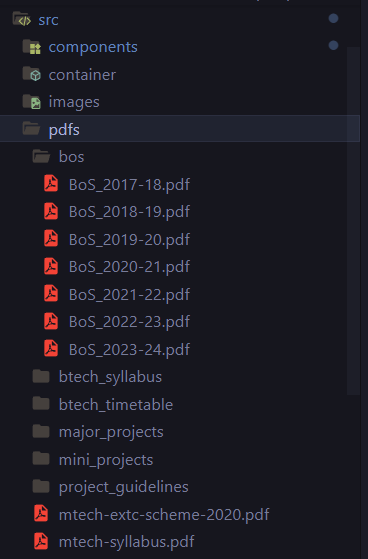 src
components
container
images
pdfs
bos
BoS_2017-18.pdf
BoS_2018-19.pdf
BoS_2019-20.pdf
BoS_2020-21.pdf
BoS_2021-22.pdf
BoS_2022-23.pdf
BoS_2023-24.pdf
btech_syllabus
btech_timetable
major_projects
mini_projects
project_guidelines
mtech-extc-scheme-2020.pdf
mtech-syllabus.pdf